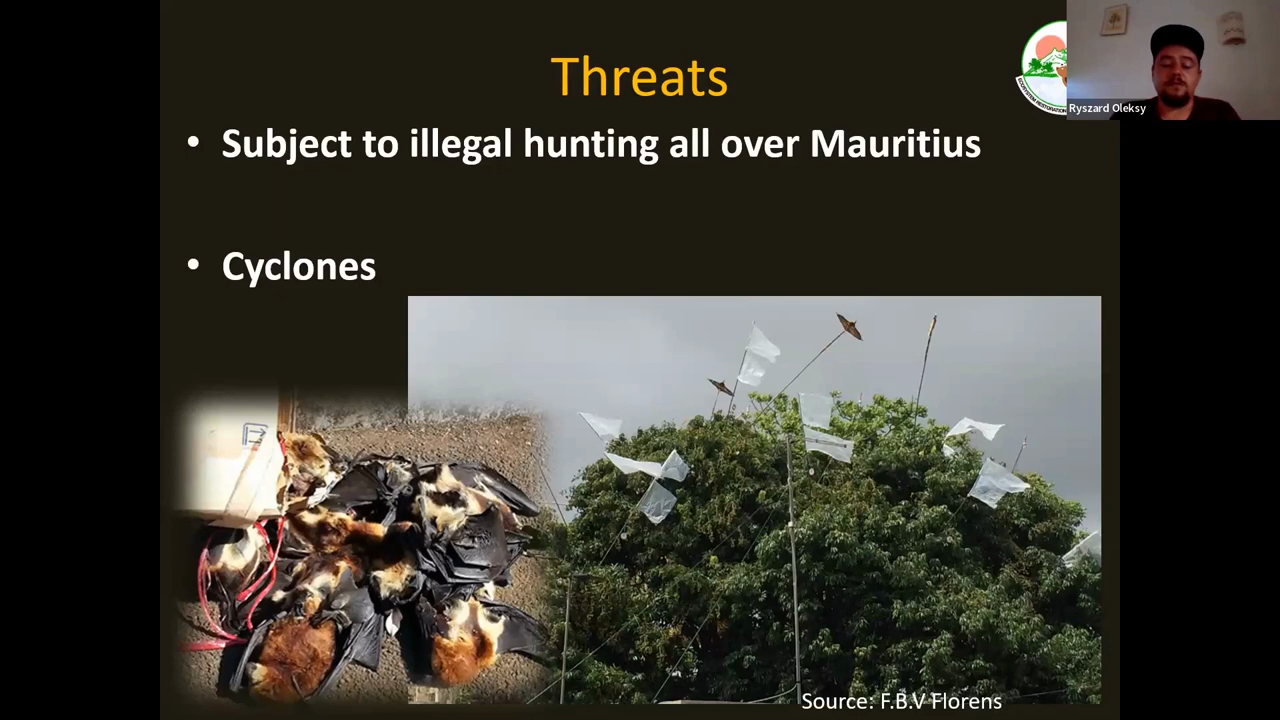 Threats
Ryszard Oleksy
• Subject to illegal hunting all over Mauritius
• Cyclones
Source: F.B.V Florens